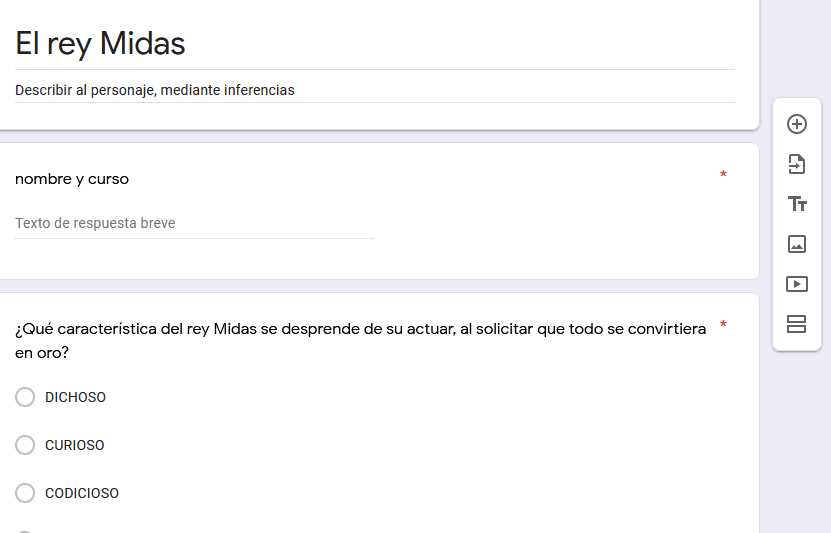 El rey Midas
Describir al personaje, mediante inferencias
nombre y curso *
Texto de respuesta breve
¿Qué característica del rey Midas se desprende de su actuar, al solicitar que todo se convirtiera *
en oro?
DICHOSO
CURIOSO
CODICIOSO